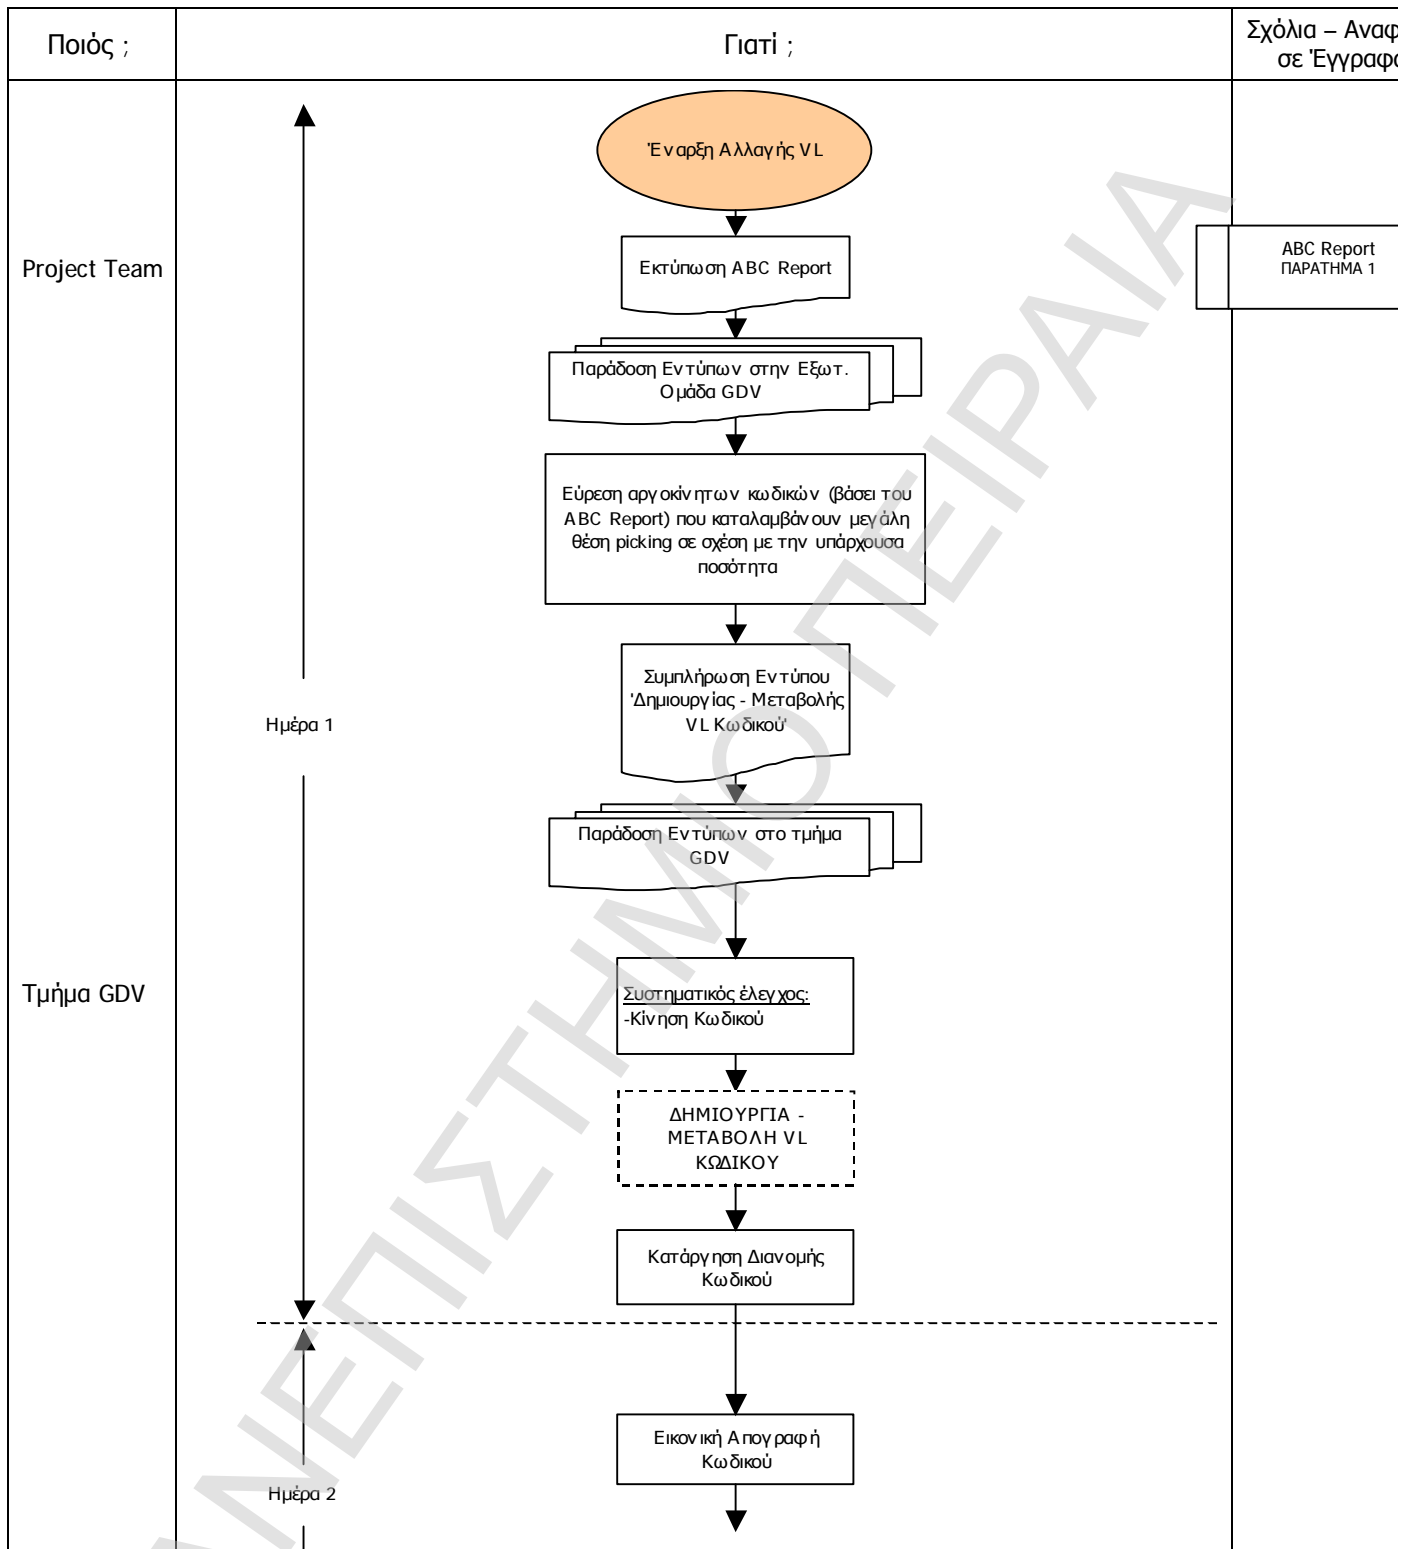 Ποιός ;
Γιατί ;
Σχόλια – Αναφ
σε Έγγραφ
Έναρξη Αλλαγής VL
Project Team
Εκτύπωση ABC Report
ABC Report
ΠΑΡΑΤΗΜΑ 1
Παράδοση Εντύπων στην Εξωτ.
Ομάδα GDV
Εύρεση αργοκίνητων κωδικών (βάσει του
ABC Report) που καταλαμβάνουν μεγάλη
θέση picking σε σχέση με την υπάρχουσα
ποσότητα
Συμπλήρωση Εντύπου
'Δημιουργίας - Μεταβολής
VL Κωδικού'
Ημέρα 1
Παράδοση Εντύπων στο τμήμα
GDV
Τμήμα GDV
Συστηματικός έλεγχος:
-Κίνηση Κωδικού
ΔΗΜΙΟΥΡΓΙΑ -
ΜΕΤΑΒΟΛΗ VL
ΚΩΔΙΚΟΥ
Κατάργηση Διανομής
Κωδικού
Εικονική Απογραφή
Κωδικού
Ημέρα 2
ΑΝΕΠΙΣΤΗΜΙΟ ΠΕΙΡΑΙΑ